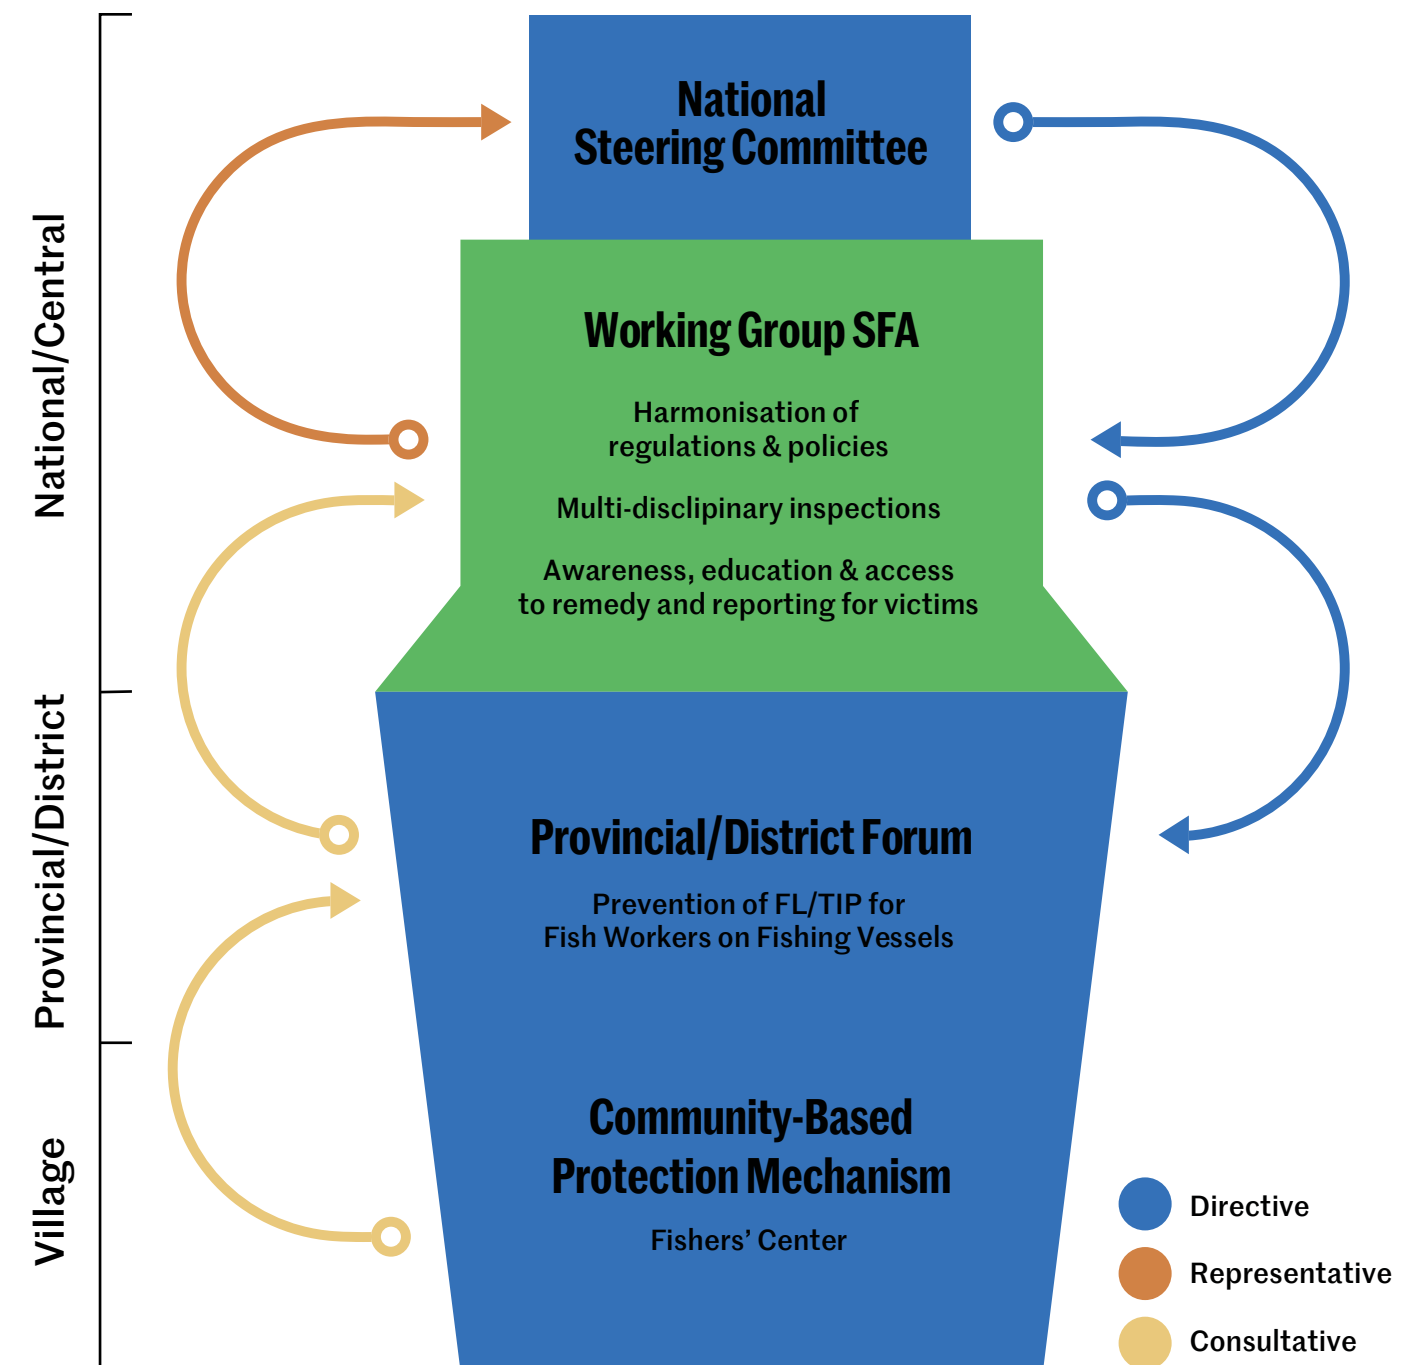 National/Central
Provincial/District
Village
National
Steering Committee
Working Group SFA
Harmonisation of
regulations & policies
Multi-disclipinary inspections
Awareness, education & access
to remedy and reporting for victims
Provincial/District Forum
Prevention of FL/TIP for
Fish Workers on Fishing Vessels
Community-Based
Protection Mechanism
Fishers’ Center
Directive
Representative
Consultative